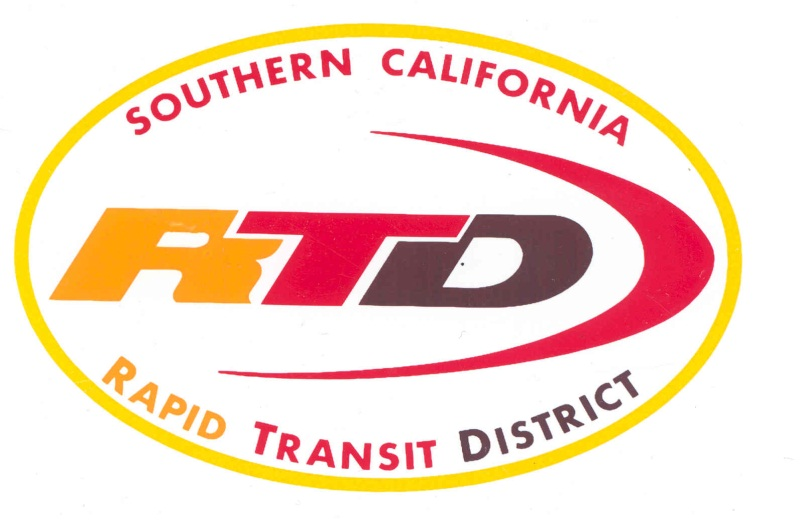 SOUTHERN CALIFORNIA
RTD
RAPID TRANSIT DISTRICT